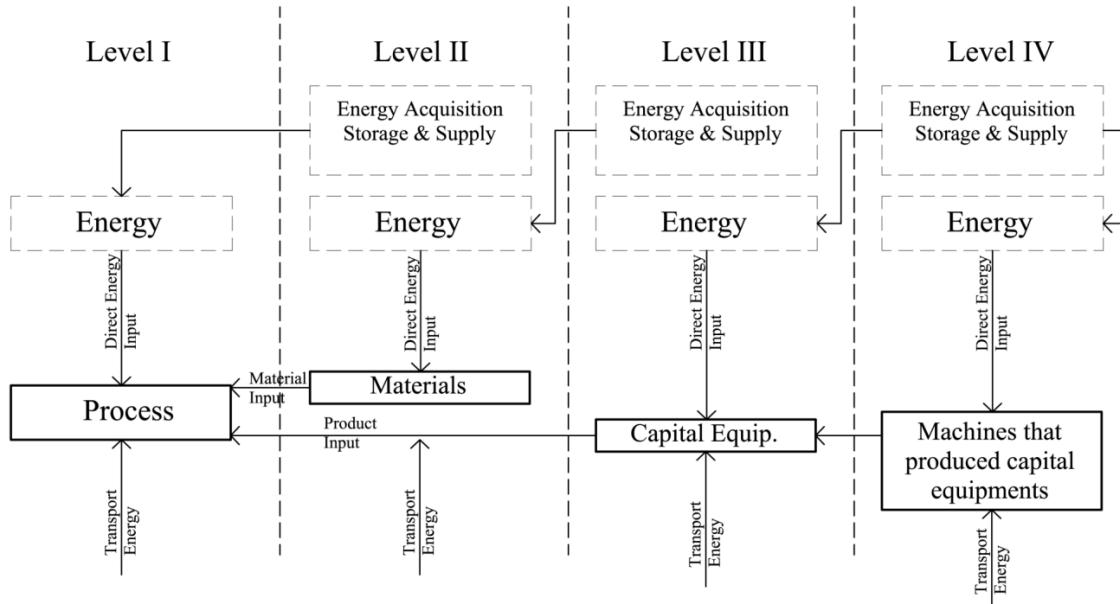 Level I
Level II
Level III
Level IV
Energy Acquisition
Storage & Supply
Energy Acquisition
Storage & Supply
Energy Acquisition
Storage & Supply
Energy
Energy
Energy
Energy
Direct Energy
Input
Direct Energy
Input
Direct Energy
Input
Direct Energy
Input
Process
Material
Input
Materials
Product
Input
Capital Equip.
Machines that
produced capital
equipments
Transport
Energy
Transport
Energy
Transport
Energy
Transport
Energy